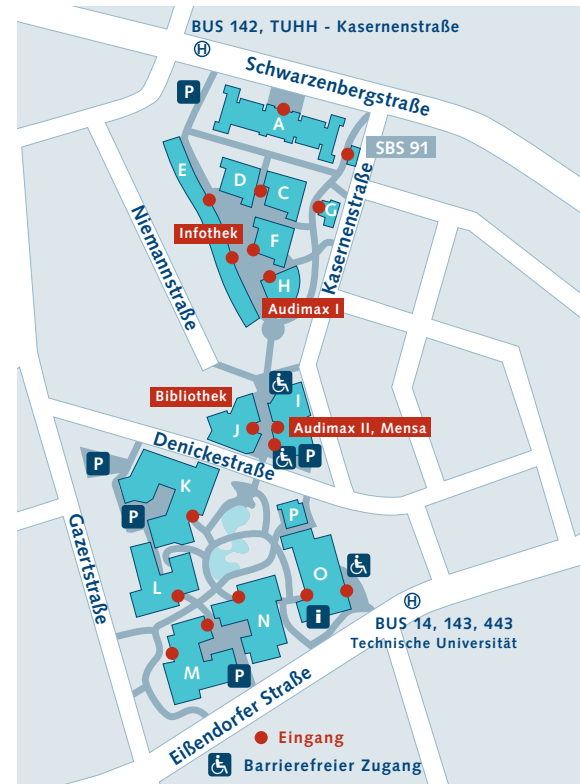 BUS 142, TUHH - Kasernenstraße
H
Schwarzenbergstraße
P
A
SBS 91
E
D
C
G
Niemannstraße
Infothek
F
Kasernenstraße
H
Audimax I
Bibliothek
I
J
Audimax II, Mensa
Denickestraße
P
P
K
P
P
Gazertstraße
L
O
H
i
BUS 14, 143, 443
Technische Universität
N
M
P
Eißendorfer Straße
Eingang
Barrierefreier Zugang